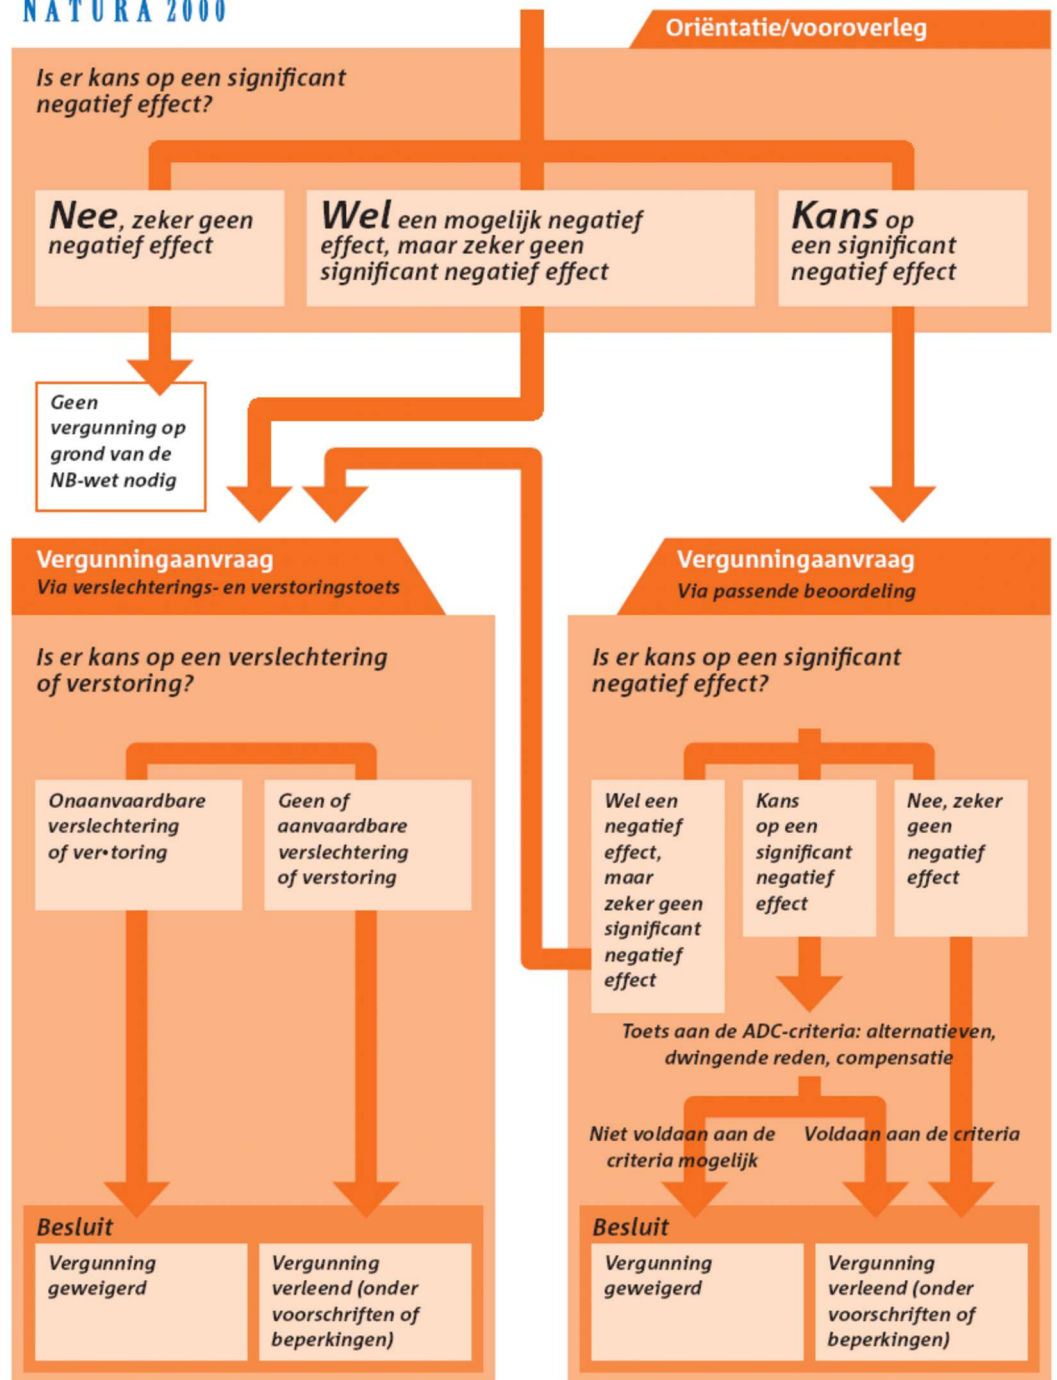 NATURA 2000
Oriëntatie/vooroverleg
Is er kans op een significant
negatief effect?
Nee, zeker geen
negatief effect
Wel een mogelijk negatief
effect, maar zeker geen
significant negatief effect
Kans op
een significant
negatief effect
Geen
vergunning op
grond van de
NB-wet nodig
Vergunningaanvraag
Via verslechterings- en verstoringstoets
Is er kans op een verslechtering
of verstoring?
Onaanvaardbare
verslechtering
of ver•toring
Geen of
aanvaardbare
verslechtering
of verstoring
Besluit
Vergunning
geweigerd
Vergunning
verleend (onder
voorschriften of
beperkingen)
Vergunningaanvraag
Via passende beoordeling
Is er kans op een significant
negatief effect?
Wel een
negatief
effect,
maar
zeker geen
significant
negatief
effect
Kans
op een
significant
negatief
effect
Nee, zeker
geen
negatief
effect
Toets aan de ADC-criteria: alternatieven,
dwingende reden, compensatie
Niet voldaan aan de
criteria mogelijk
Voldaan aan de criteria
Besluit
Vergunning
geweigerd
Vergunning
verleend (onder
voorschriften of
beperkingen)